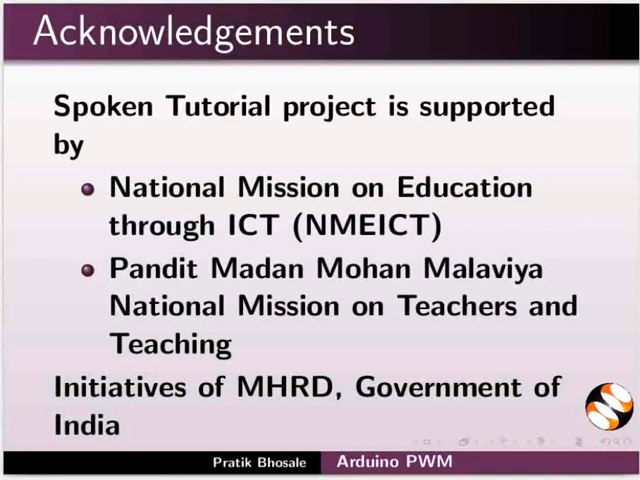 Acknowledgements
Spoken Tutorial project is supported
by
National Mission on Education
through ICT (NMEICT)
Pandit Madan Mohan Malaviya
National Mission on Teachers and
Teaching
Initiatives of MHRD, Government of
India
Pratik Bhosale Arduino PWM